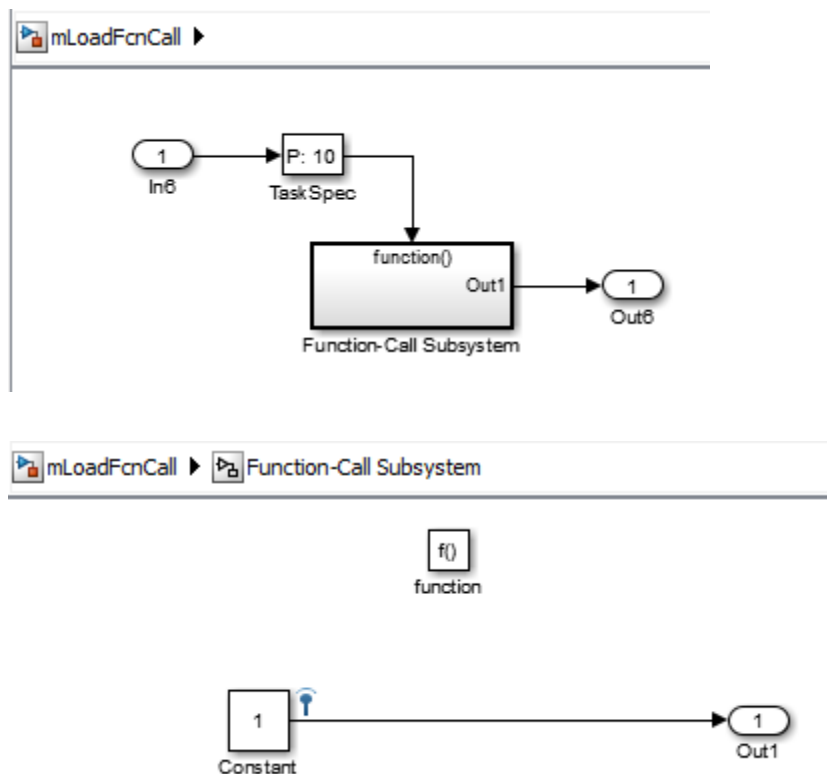 mLoadFcnCall
1
In6
P: 10
TaskSpec
function()
Out1
Function-Call Subsystem
1
Out6
mLoadFcnCall Function-Call Subsystem
f()
function
1
Constant
1
Out1